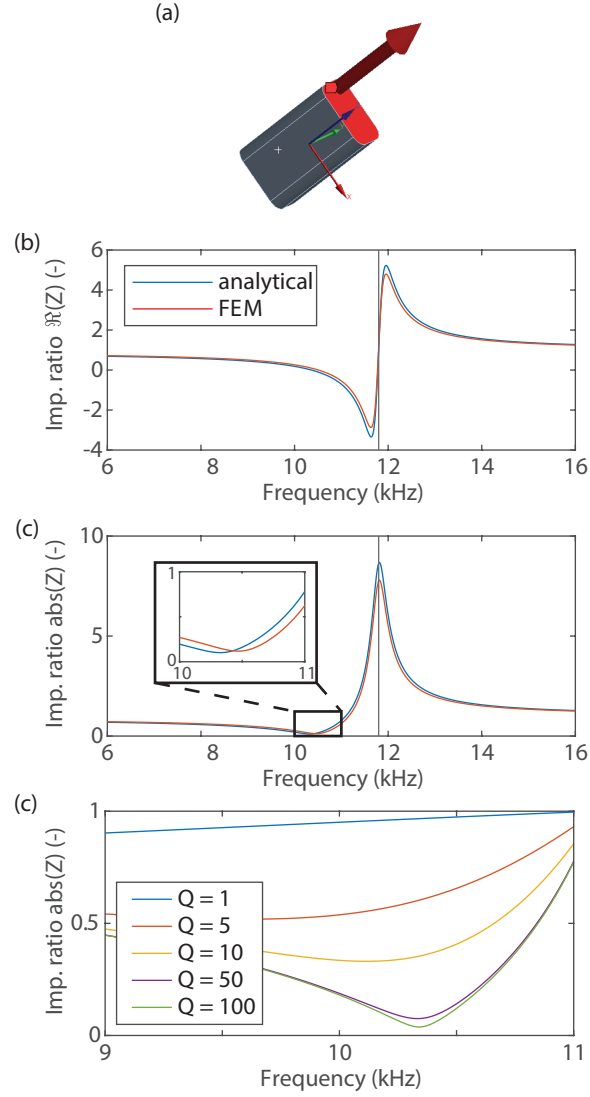 (a)
x
(b)
Imp. ratio ℜ(Z) (-)
6
4
2
0
-2
-4
analytical
FEM
6
8
10
12
14
16
Frequency (kHz)
(c)
Imp. ratio abs(Z) (-)
10
5
0
1
0
10
11
6
8
10
12
14
16
Frequency (kHz)
(c)
Imp. ratio abs(Z) (-)
1
0.5
0
Q = 1
Q = 5
Q = 10
Q = 50
Q = 100
9
10
11
Frequency (kHz)